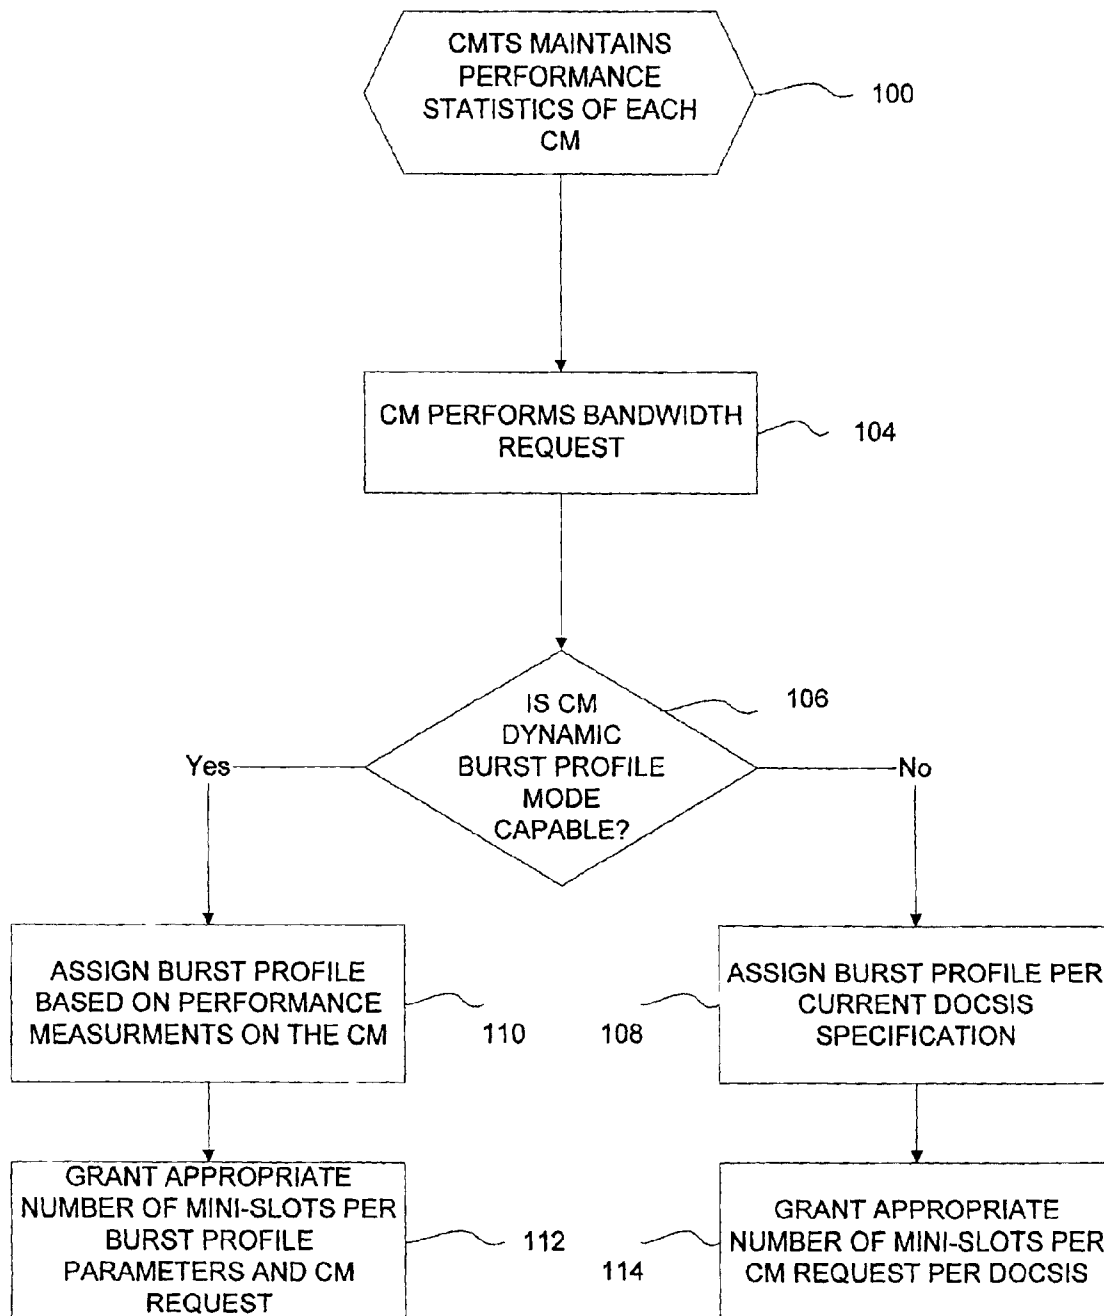 CMTS MAINTAINS
PERFORMANCE
STATISTICS OF EACH
CM
100
CM PERFORMS BANDWIDTH
REQUEST
104
IS CM
DYNAMIC
BURST PROFILE
MODE
CAPABLE?
106
Yes
No
ASSIGN BURST PROFILE
BASED ON PERFORMANCE
MEASURMENTS ON THE CM
110
108
ASSIGN BURST PROFILE PER
CURRENT DOCSIS
SPECIFICATION
GRANT APPROPRIATE
NUMBER OF MINI-SLOTS PER
BURST PROFILE
PARAMETERS AND CM
REQUEST
112
114
GRANT APPROPRIATE
NUMBER OF MINI-SLOTS PER
CM REQUEST PER DOCSIS